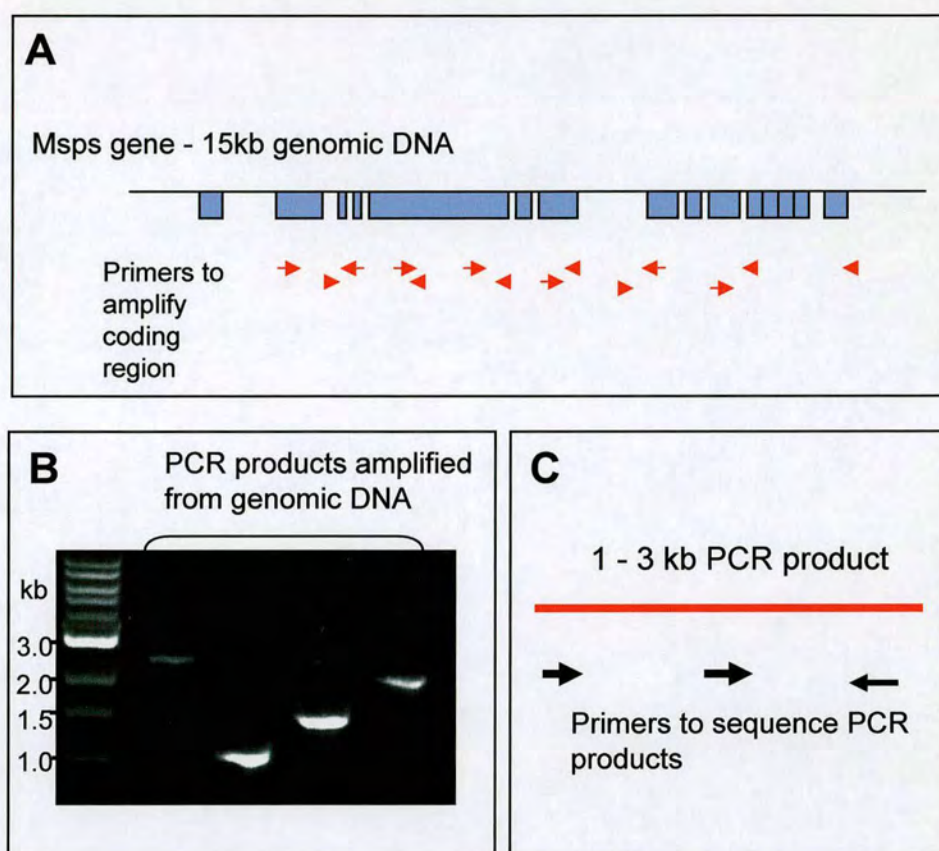 A
Msps gene - 15kb genomic DNA
Primers to
amplify
coding
region
B
PCR products amplified
from genomic DNA
kb
3.0
2.0
1.5
1.0
C
1 - 3 kb PCR product
Primers to sequence PCR
products